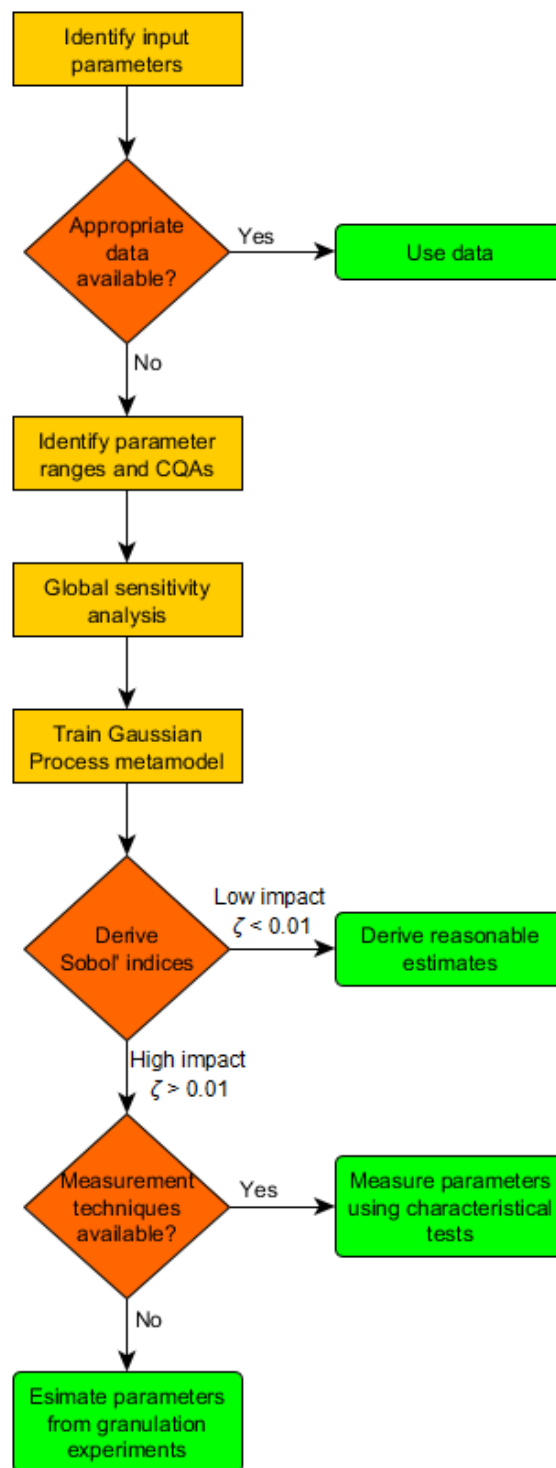 Identify input
parameters
Appropriate
data
available?
Yes
Use data
No
Identify parameter
ranges and CQAs
Global sensitivity
analysis
Train Gaussian
Process metamodel
Derive
Sobol' indices
Low impact
ζ < 0.01
Derive reasonable
estimates
High impact
ζ > 0.01
Measurement
techniques
available?
Yes
Measure parameters
using characteristical
tests
No
Esimate parameters
from granulation
experiments